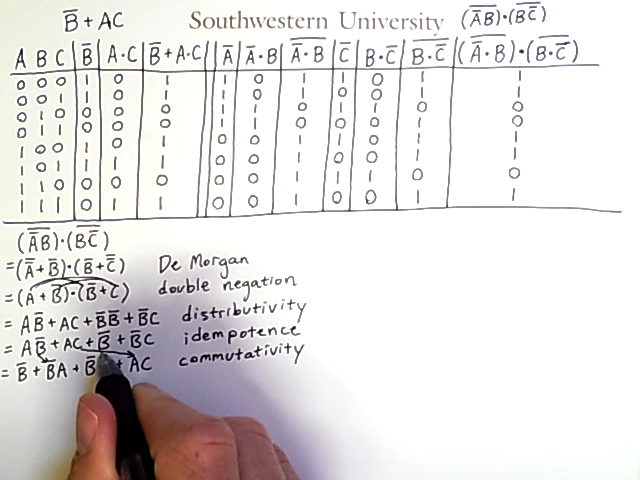 B̅ + AC Southwestern University (A̅B)‾·(BC̅)‾
A B C B̅ A·C B̅+A·C A̅ A̅·B (A̅·B)‾ C̅ B·C̅ (B·C̅)‾ (A̅·B)‾·(B·C̅)‾
0 0 0 1 0 1 1 0 1 1 0 1 1
0 0 1 1 0 1 1 0 1 0 0 1 1
0 1 0 0 0 0 1 1 0 1 1 0 0
0 1 1 0 0 0 1 1 0 0 0 1 0
1 0 0 1 0 1 0 0 1 1 0 1 1
1 0 1 1 1 1 0 0 1 0 0 1 1
1 1 0 0 0 0 0 0 1 1 1 0 0
1 1 1 0 1 1 0 0 1 0 0 1 1
(A̅B)‾·(BC̅)‾
=(A̿+B̅)·(B̅+C̿) De Morgan
=(A+B̅)·(B̅+C) double negation
= AB̅+AC+B̅B̅+B̅C distributivity
= AB̅+AC+B̅+B̅C idempotence
= B̅+B̅A+B̅ +AC commutativity